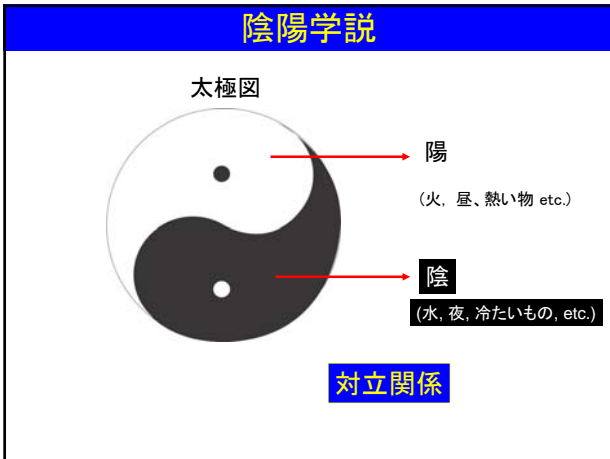 陰陽学説
太極図
陽
(火, 昼、熱い物 etc.)
陰
(水, 夜, 冷たいもの, etc.)
対立関係